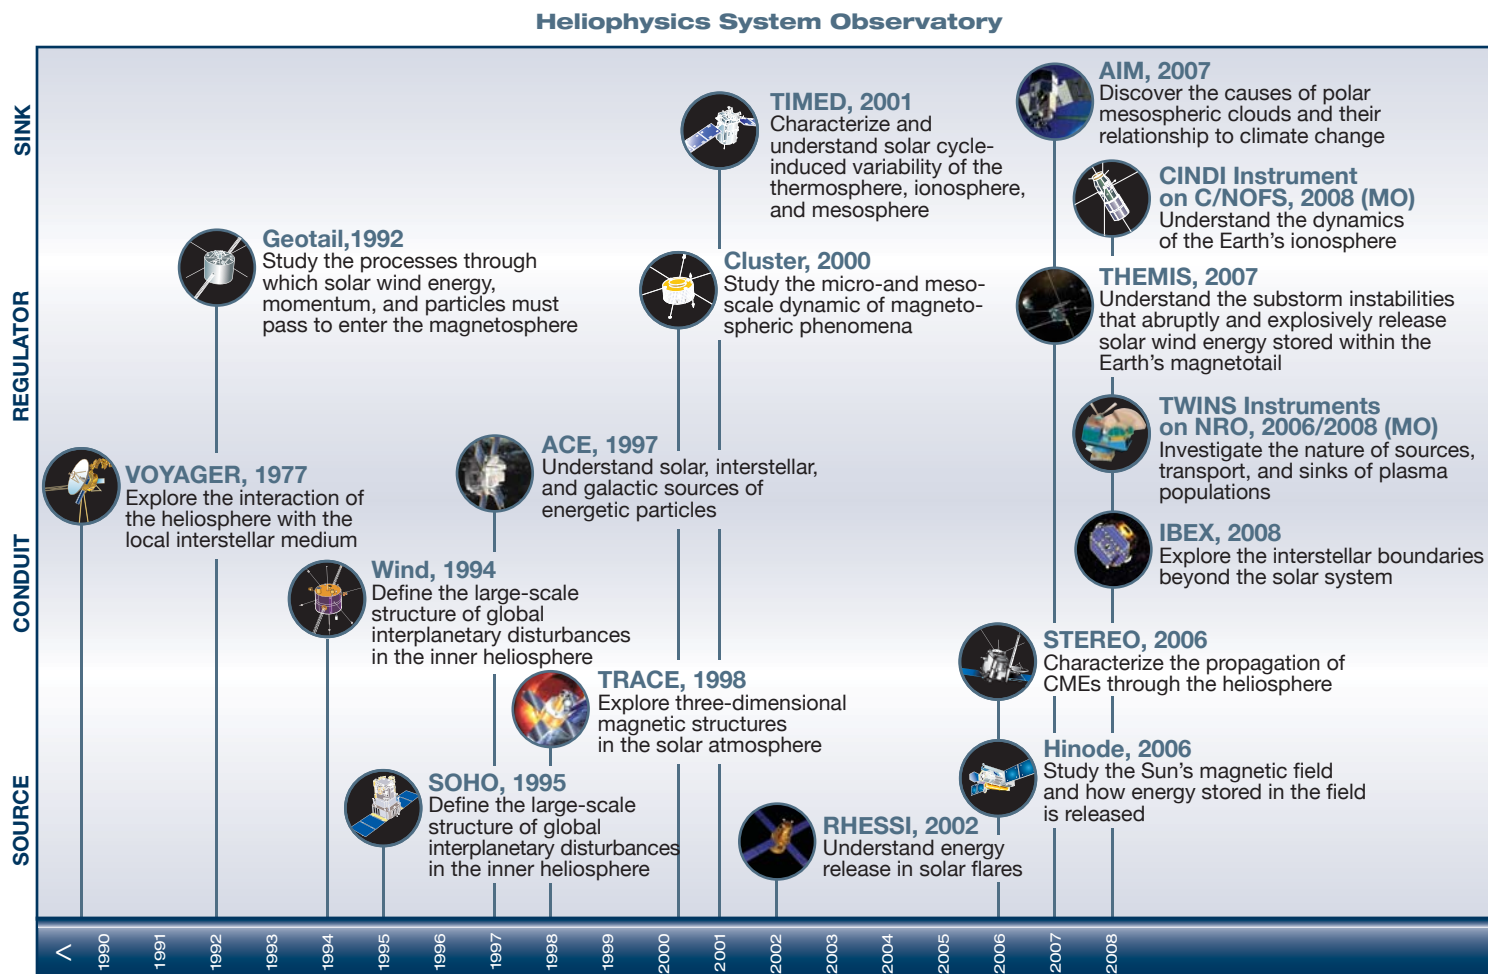 Heliophysics System Observatory
SINK
REGULATOR
CONDUIT
SOURCE
AIM, 2007
Discover the causes of polar
mesospheric clouds and their
relationship to climate change
TIMED, 2001
Characterize and
understand solar cycle-
induced variability of the
thermosphere, ionosphere,
and mesosphere
CINDI Instrument
on C/NOFS, 2008 (MO)
Understand the dynamics
of the Earth's ionosphere
Geotail,1992
Study the processes through
which solar wind energy,
momentum, and particles must
pass to enter the magnetosphere
Cluster, 2000
Study the micro-and meso-
scale dynamic of magneto-
spheric phenomena
THEMIS, 2007
Understand the substorm instabilities
that abruptly and explosively release
solar wind energy stored within the
Earth's magnetotail
TWINS Instruments
on NRO, 2006/2008 (MO)
Investigate the nature of sources,
transport, and sinks of plasma
populations
VOYAGER, 1977
Explore the interaction of
the heliosphere with the
local interstellar medium
ACE, 1997
Understand solar, interstellar,
and galactic sources of
energetic particles
IBEX, 2008
Explore the interstellar boundaries
beyond the solar system
Wind, 1994
Define the large-scale
structure of global
interplanetary disturbances
in the inner heliosphere
STEREO, 2006
Characterize the propagation of
CMEs through the heliosphere
TRACE, 1998
Explore three-dimensional
magnetic structures
in the solar atmosphere
Hinode, 2006
Study the Sun's magnetic field
and how energy stored in the field
is released
SOHO, 1995
Define the large-scale
structure of global
interplanetary disturbances
in the inner heliosphere
RHESSI, 2002
Understand energy
release in solar flares
<
1990
1991
1992
1993
1994
1995
1996
1997
1998
1999
2000
2001
2002
2003
2004
2005
2006
2007
2008